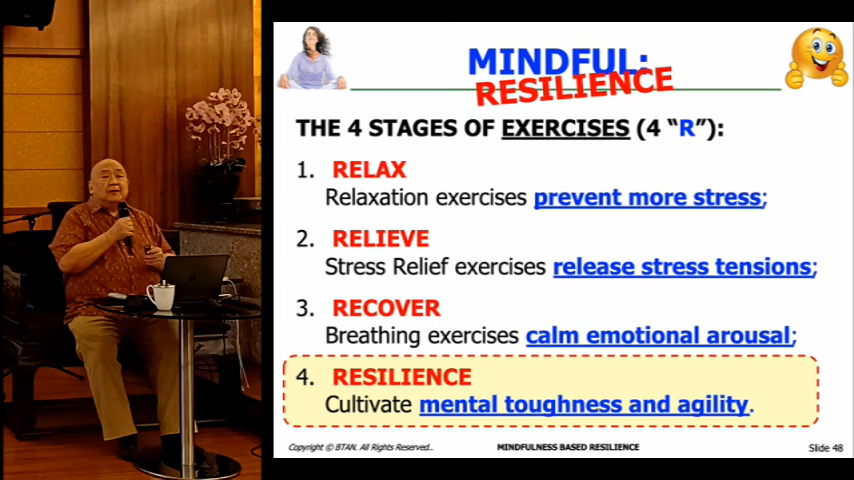 MINDFUL:
RESILIENCE
THE 4 STAGES OF EXERCISES (4 “R”):
1. RELAX
Relaxation exercises prevent more stress;
2. RELIEVE
Stress Relief exercises release stress tensions;
3. RECOVER
Breathing exercises calm emotional arousal;
4. RESILIENCE
Cultivate mental toughness and agility.
Copyright © BTAN. All Rights Reserved..
MINDFULNESS BASED RESILIENCE
Slide 48